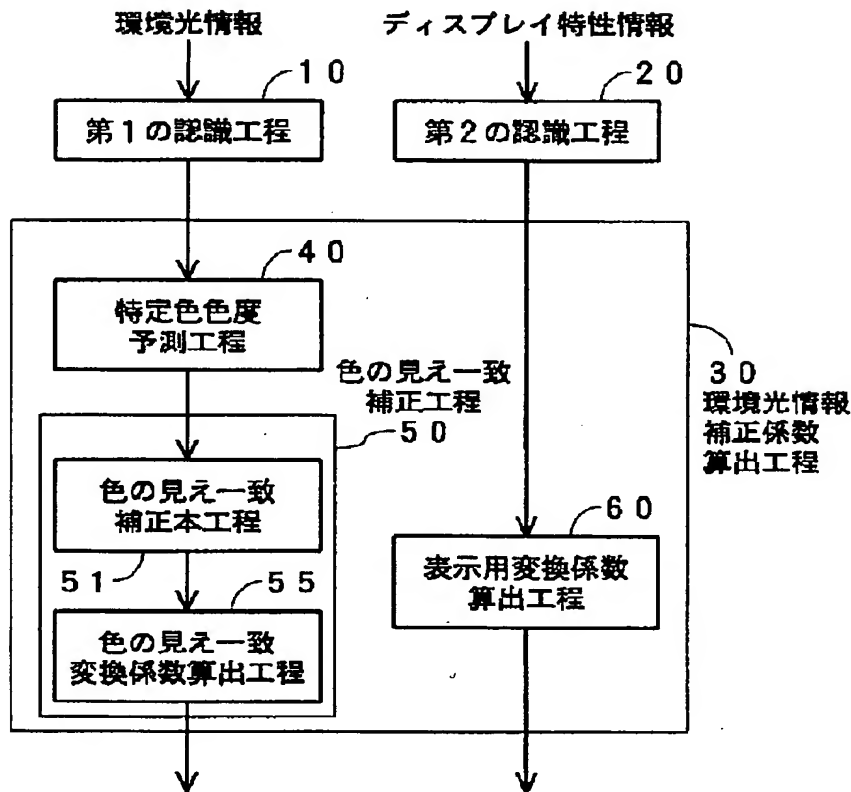 環境光情報
ディスプレイ特性情報
10
20
第1の認識工程
第2の認識工程
40
特定色色度
予測工程
色の見え一致
補正工程
50
30
環境光情報
補正係数
算出工程
色の見え一致
補正本工程
51
55
60
表示用変換係数
算出工程
色の見え一致
変換係数算出工程